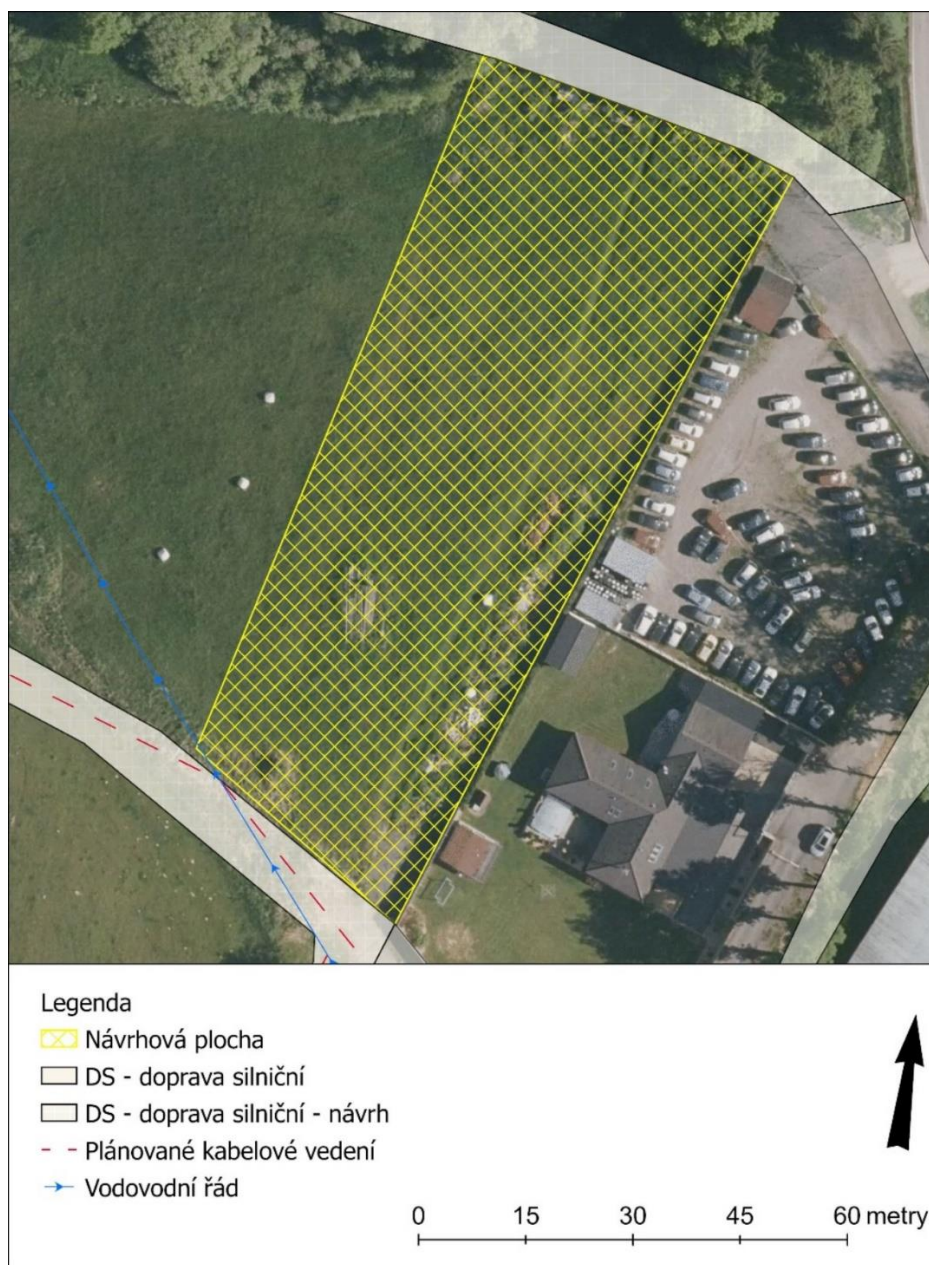 Legenda
Návrhová plocha
DS - doprava silniční
DS - doprava silniční - návrh
Plánované kabelové vedení
Vodovodní řád
0 15 30 45 60 metry